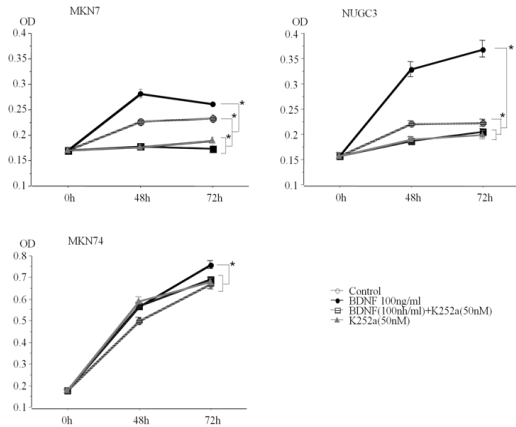 MKN7
OD
0.4
0.35
0.3
0.25
0.2
0.15
0.1
0h 48h 72h
*
*
*
NUGC3
OD
0.4
0.35
0.3
0.25
0.2
0.15
0.1
0h 48h 72h
*
*
MKN74
OD
0.8
0.7
0.6
0.5
0.4
0.3
0.2
0.1
0h 48h 72h
*
Control
BDNF 100ng/ml
BDNF(100nh/ml)+K252a(50nM)
K252a(50nM)